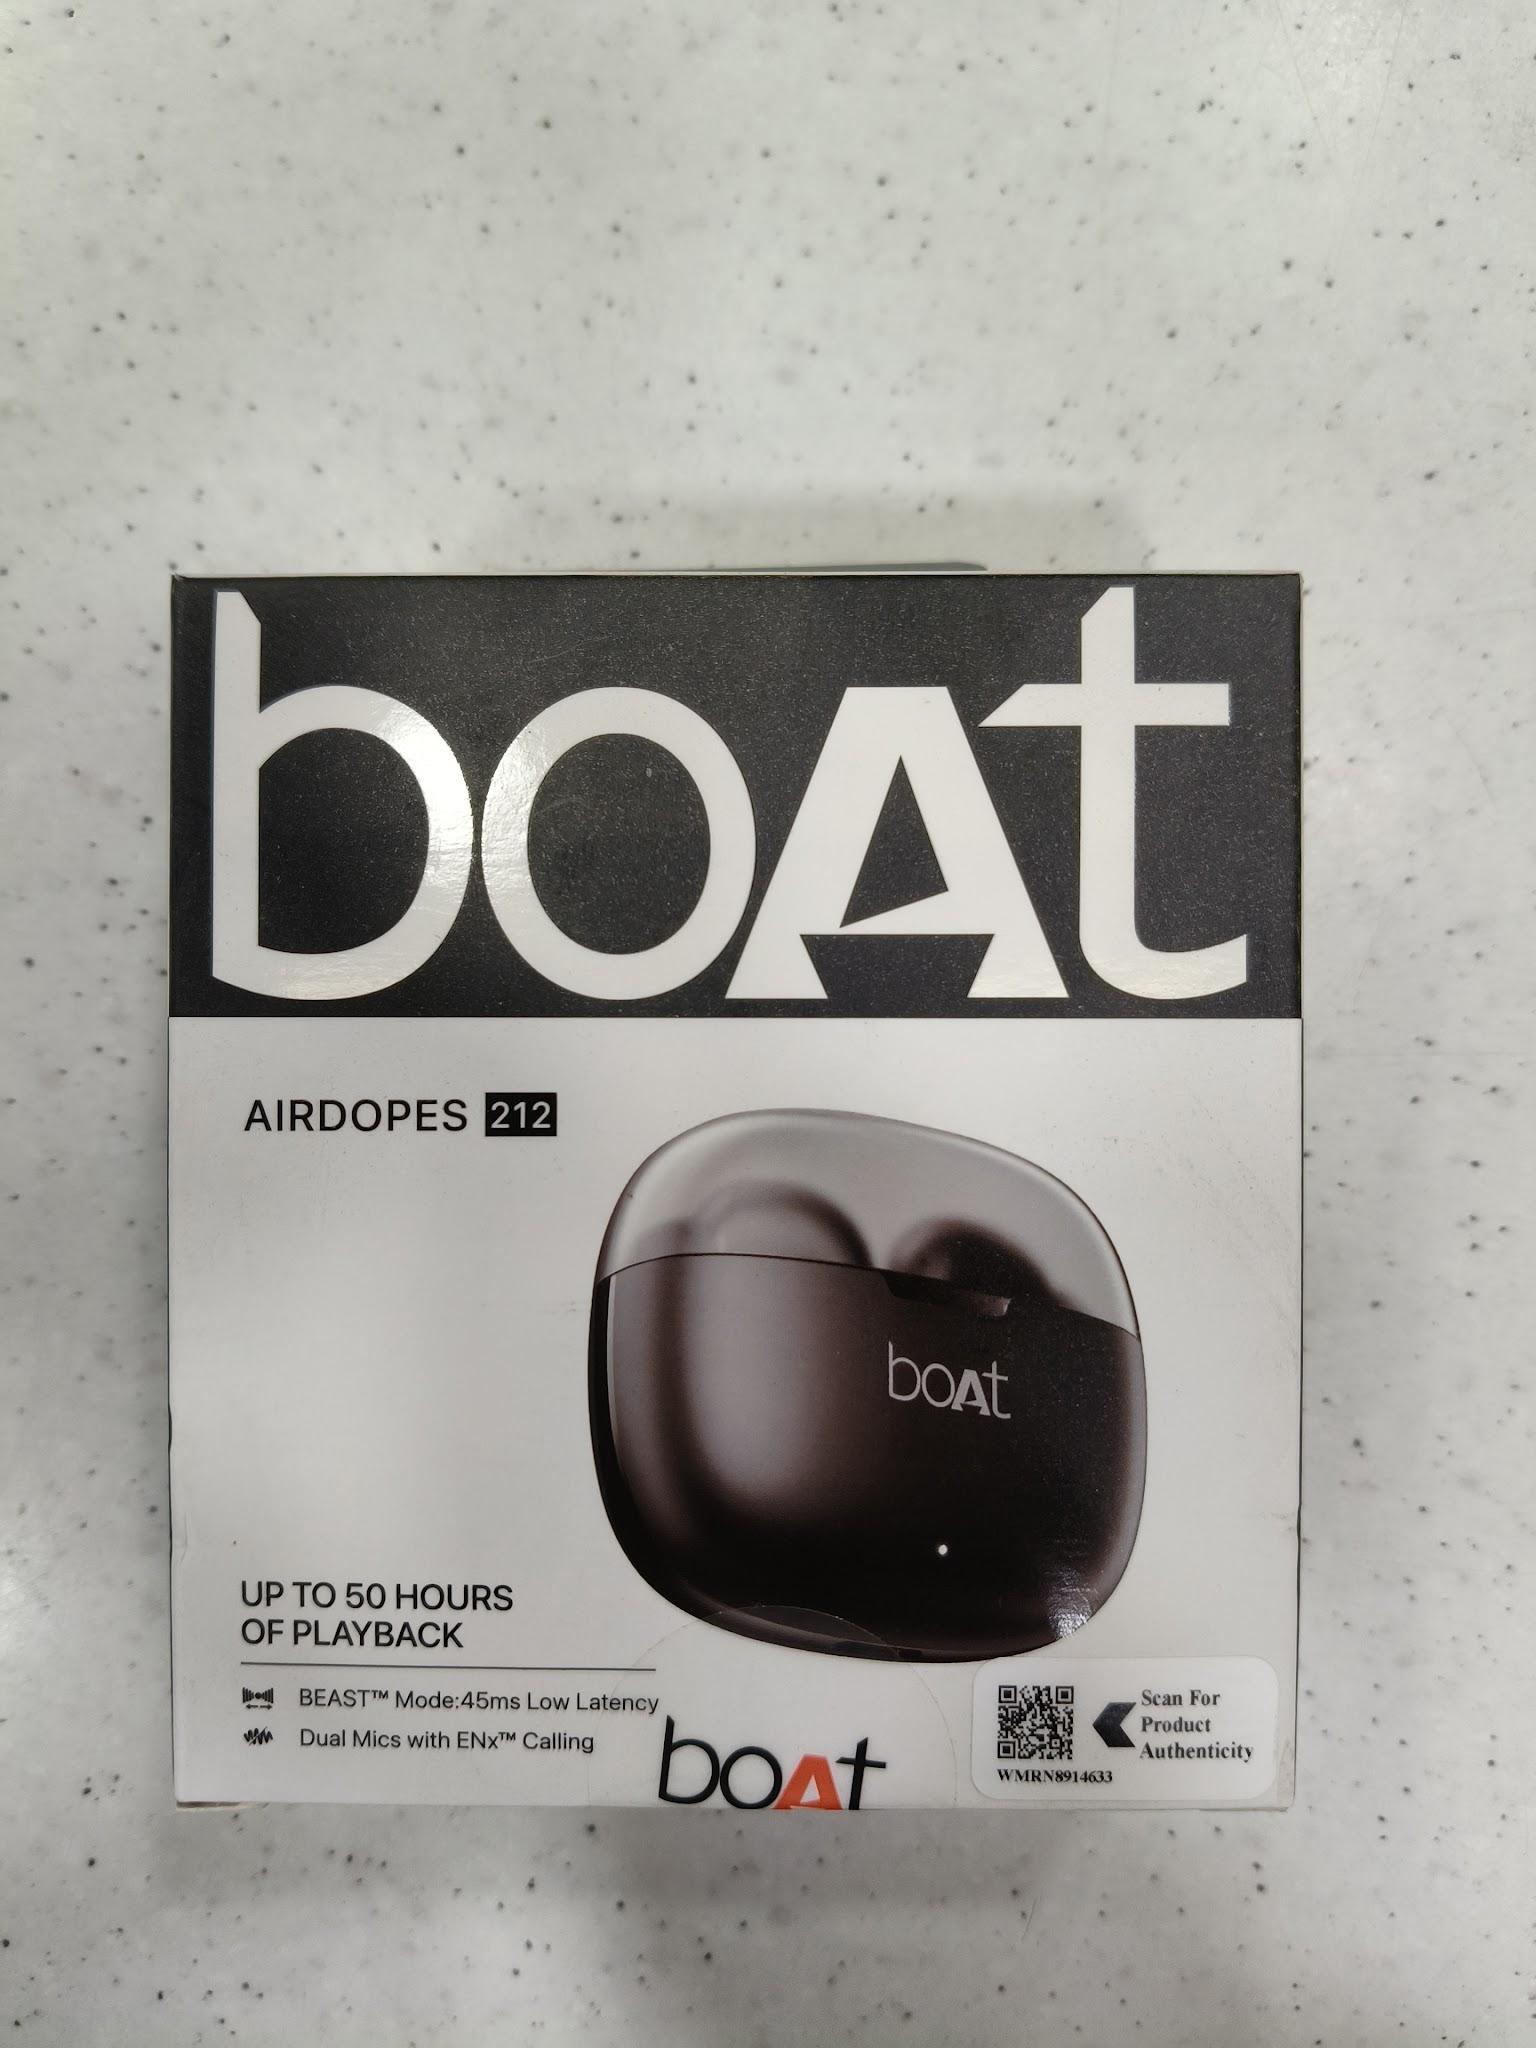 boAt
AIRDOPES 212
boAt
UP TO 50 HOURS
OF PLAYBACK
BEAST™ Mode:45ms Low Latency
Dual Mics with ENx™ Calling
boAt
Scan For
Product
Authenticity
WMRN8914633